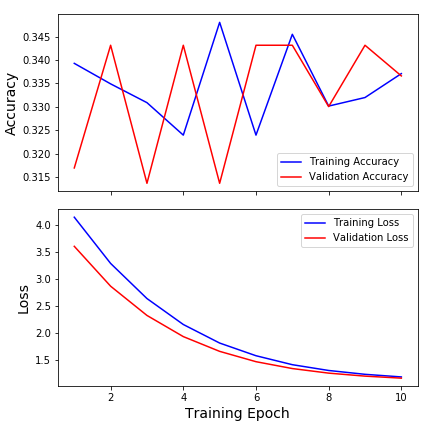 0.345
0.340
0.335
0.330
0.325
0.320
0.315
Accuracy
Training Accuracy
Validation Accuracy
4.0
3.5
3.0
2.5
2.0
1.5
Loss
Training Loss
Validation Loss
2 4 6 8 10
Training Epoch